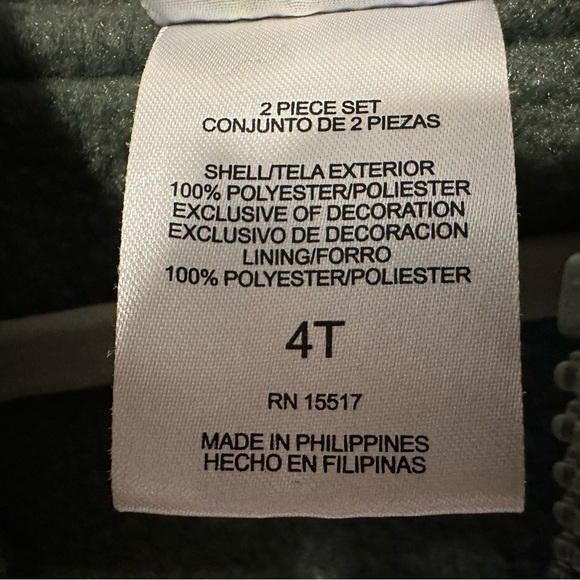 2 PIECE SET
CONJUNTO DE 2 PIEZAS
SHELL/TELA EXTERIOR
100% POLYESTER/POLIESTER
EXCLUSIVE OF DECORATION
EXCLUSIVO DE DECORACION
LINING/FORRO
100% POLYESTER/POLIESTER
4T
RN 15517
MADE IN PHILIPPINES
HECHO EN FILIPINAS